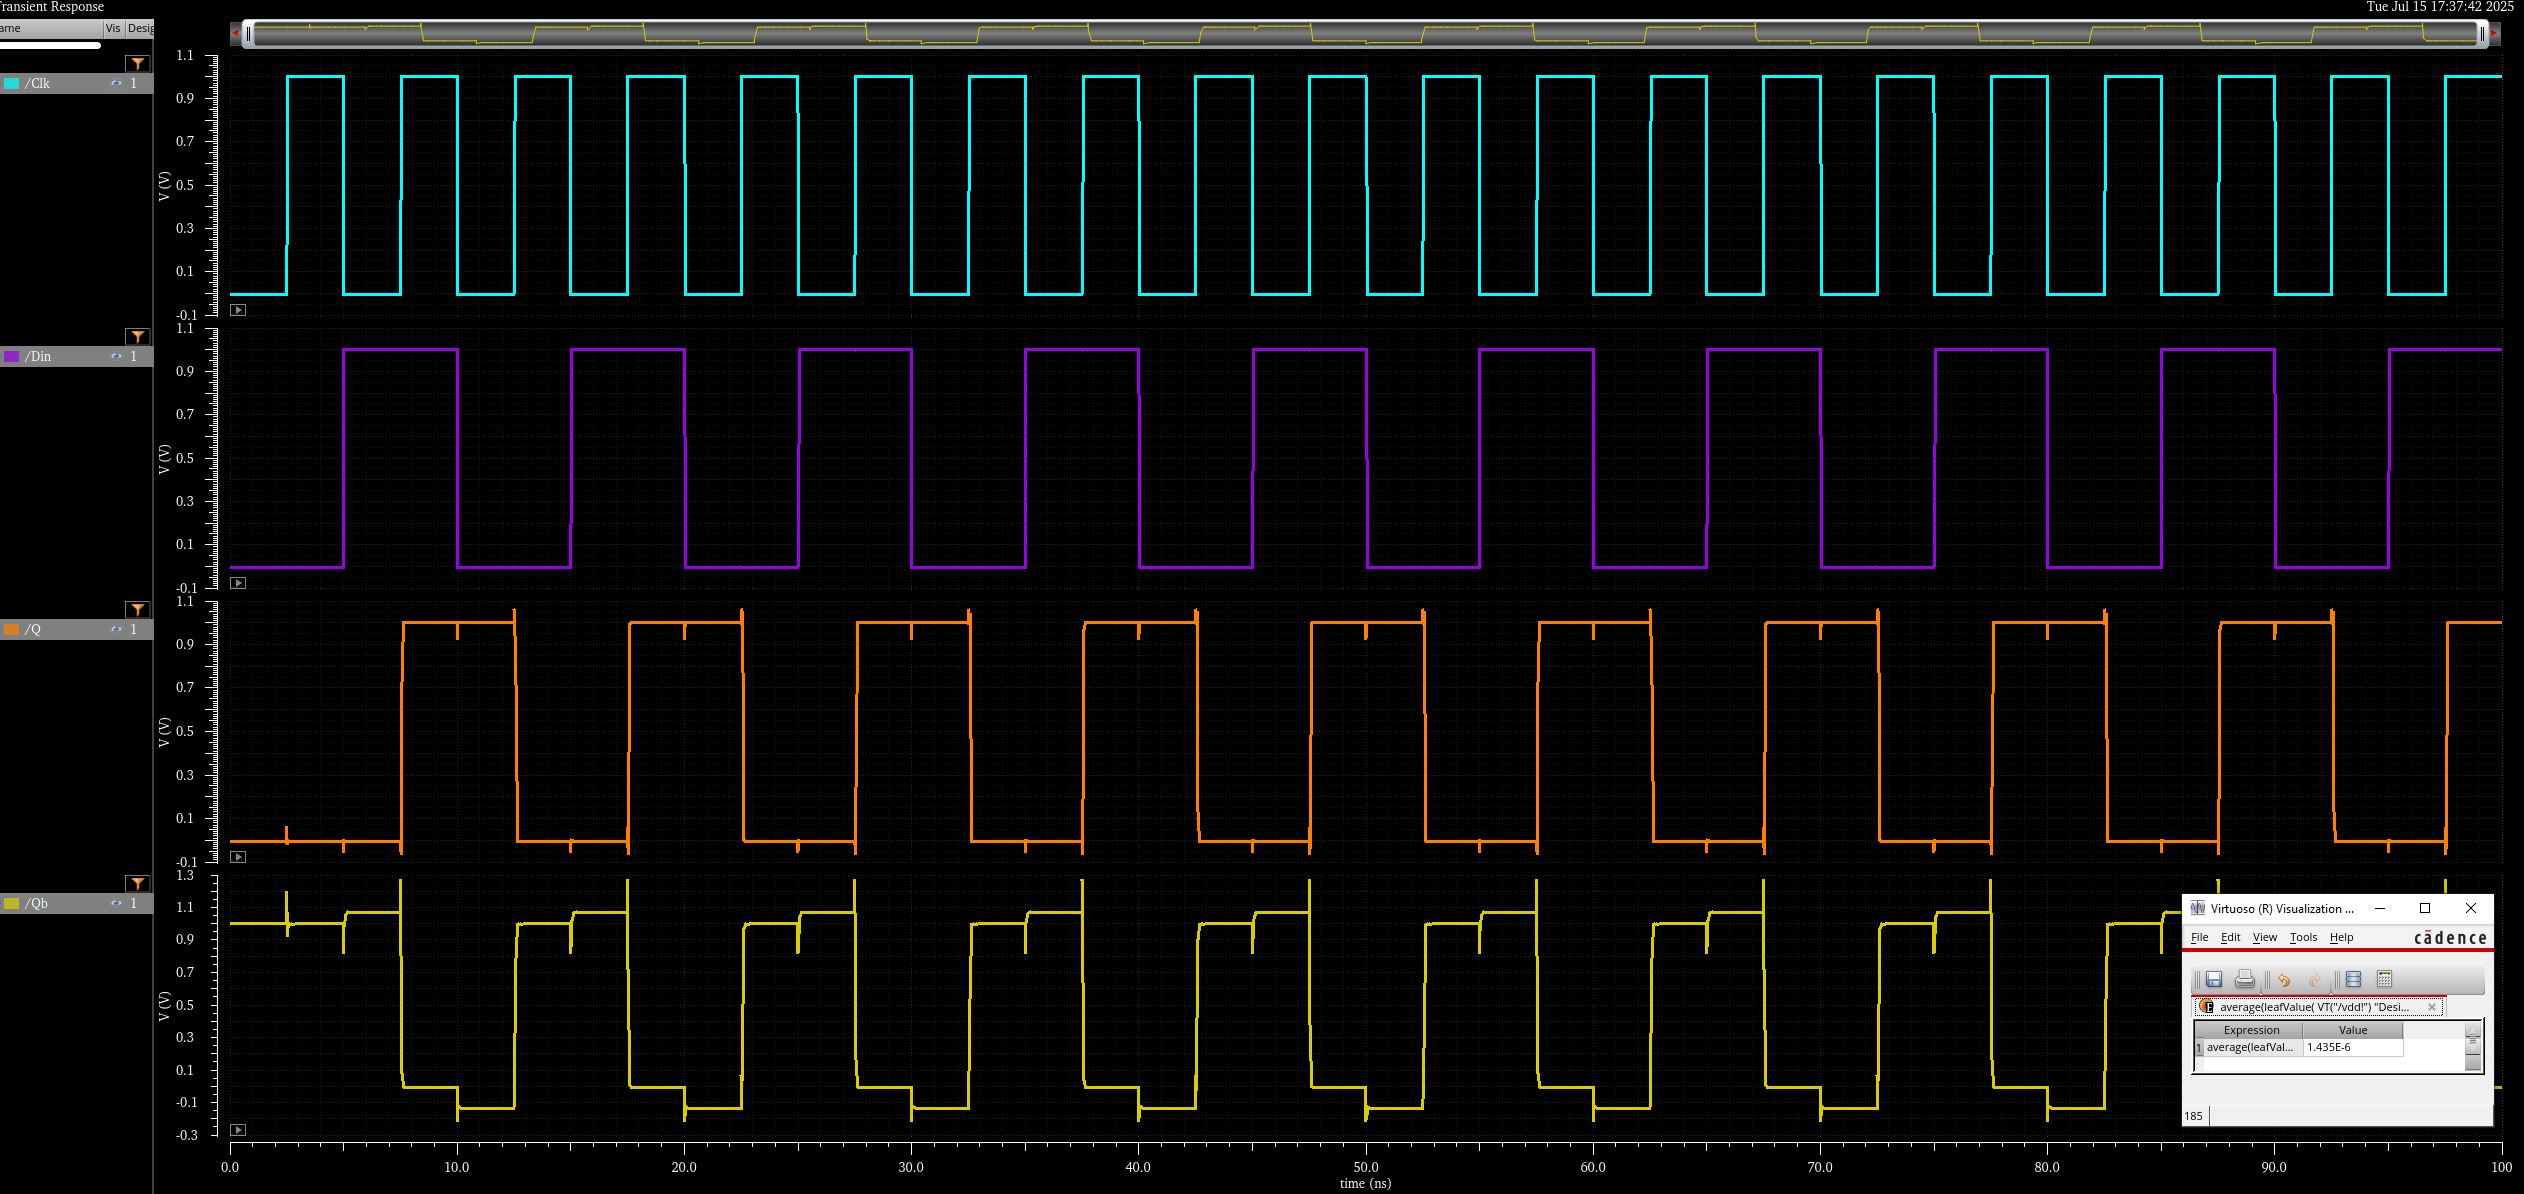 Transient Response
Tue Jul 15 17:37:42 2025
ame Vis Desig
/Clk 1
1.1
0.9
0.7
0.5
0.3
0.1
-0.1
V (V)
/Din 1
1.1
0.9
0.7
0.5
0.3
0.1
-0.1
V (V)
/Q 1
1.1
0.9
0.7
0.5
0.3
0.1
-0.1
V (V)
/Qb 1
1.3
1.1
0.9
0.7
0.5
0.3
0.1
-0.1
-0.3
V (V)
0.0 10.0 20.0 30.0 40.0 50.0 60.0 70.0 80.0 90.0 100
time (ns)
Virtuoso (R) Visualization ...
File Edit View Tools Help cādence
average(leafValue( VT("/vdd!") "Desi...
Expression Value
1 average(leafVal... 1.435E-6
185